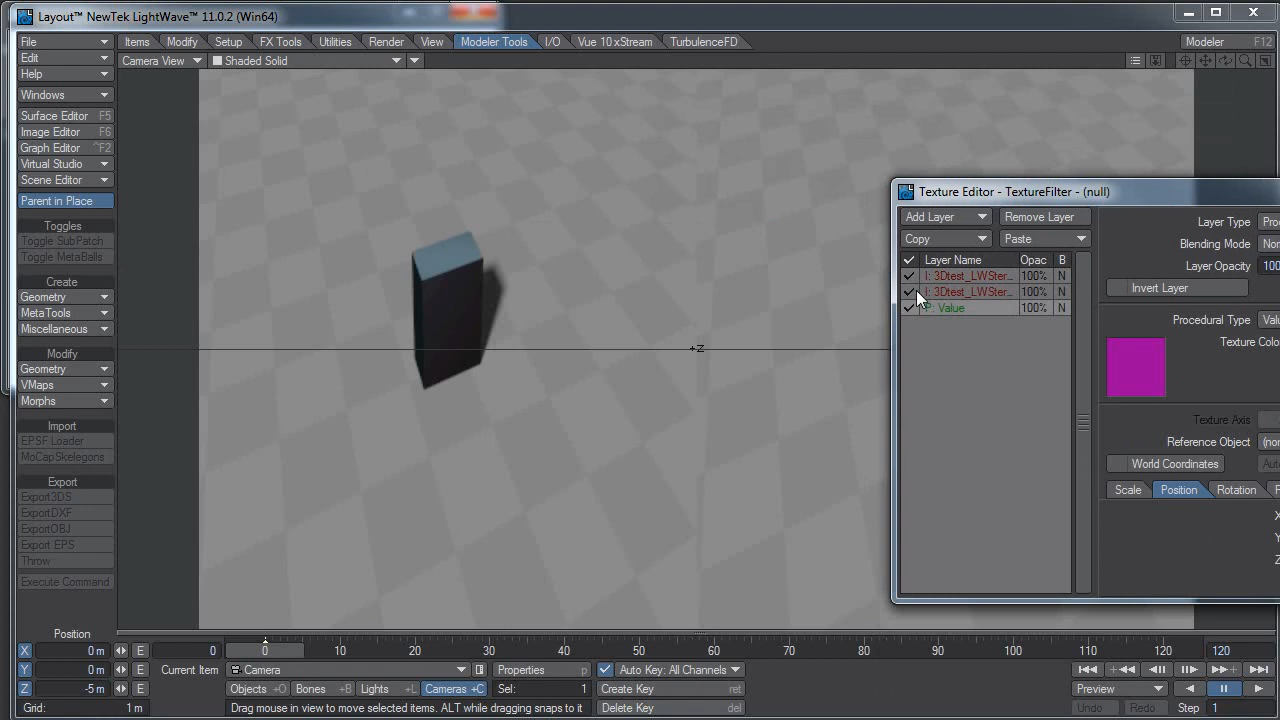 Layout™ NewTek LightWave™ 11.0.2 (Win64)
File Items Modify Setup FX Tools Utilities Render View Modeler Tools I/O Vue 10 xStream TurbulenceFD Modeler F12
Edit Camera View Shaded Solid
Help
Windows
Surface Editor F5
Image Editor F6
Graph Editor ^F2
Virtual Studio
Scene Editor
Parent in Place
Toggles
Toggle SubPatch
Toggle MetaBalls
Create
Geometry
MetaTools
Miscellaneous
Modify
Geometry
VMaps
Morphs
Import
EPSF Loader
MoCapSkelegons
Export
Export3DS
ExportDXF
ExportOBJ
Export EPS
Throw
Execute Command
+Z
Texture Editor - TextureFilter - (null)
Add Layer Remove Layer
Copy Paste
Layer Name Opac B
I: 3Dtest_LWSter... 100% N
I: 3Dtest_LWSter... 100% N
P: Value 100% N
Layer Type
Blending Mode
Layer Opacity 100
Invert Layer
Procedural Type
Texture Axis
Reference Object
World Coordinates
Scale Position Rotation
X
Y
Z
Position
X 0 m E 0
Y 0 m E
Z -5 m E
Grid: 1 m
0 10 20 30 40 50 60 70 80 90 100 110 120 120
Current Item Camera Properties p Auto Key: All Channels
Objects +O Bones +B Lights +L Cameras +C Sel: 1 Create Key ret Preview
Drag mouse in view to move selected items. ALT while dragging snaps to it Delete Key del Undo Redo Step 1